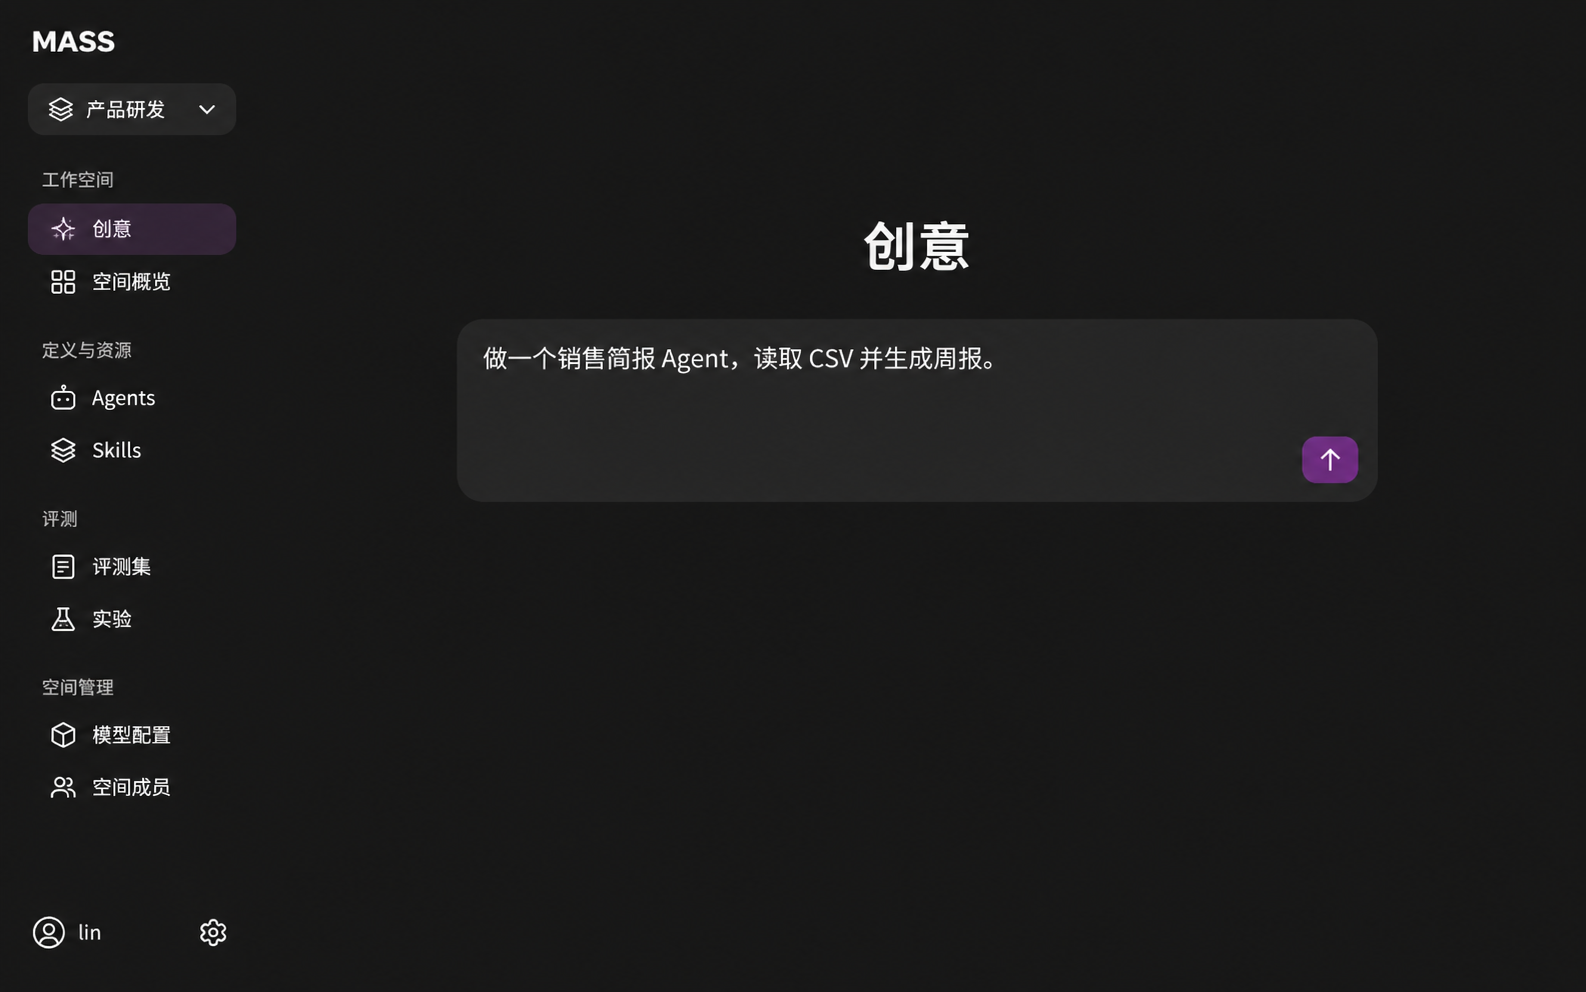 MASS
产品研发
工作空间
创意
空间概览
定义与资源
Agents
Skills
评测
评测集
实验
空间管理
模型配置
空间成员
lin
创意
做一个销售简报 Agent，读取 CSV 并生成周报。